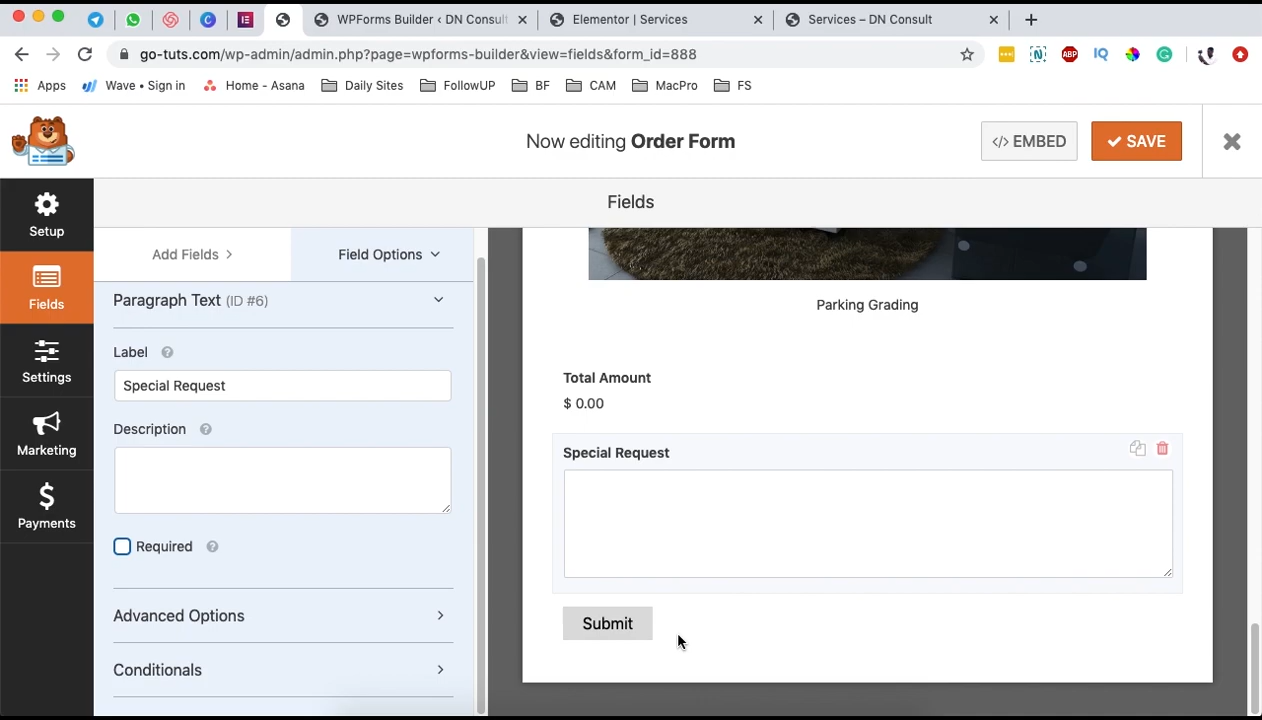 WPForms Builder ‹ DN Consult
Elementor | Services
Services – DN Consult
go-tuts.com/wp-admin/admin.php?page=wpforms-builder&view=fields&form_id=888
Apps
Wave • Sign in
Home - Asana
Daily Sites
FollowUP
BF
CAM
MacPro
FS
Now editing Order Form
</> EMBED
SAVE
Fields
Setup
Fields
Settings
Marketing
Payments
Add Fields
Field Options
Paragraph Text (ID #6)
Label
Special Request
Description
Required
Advanced Options
Conditionals
Parking Grading
Total Amount
$ 0.00
Special Request
Submit